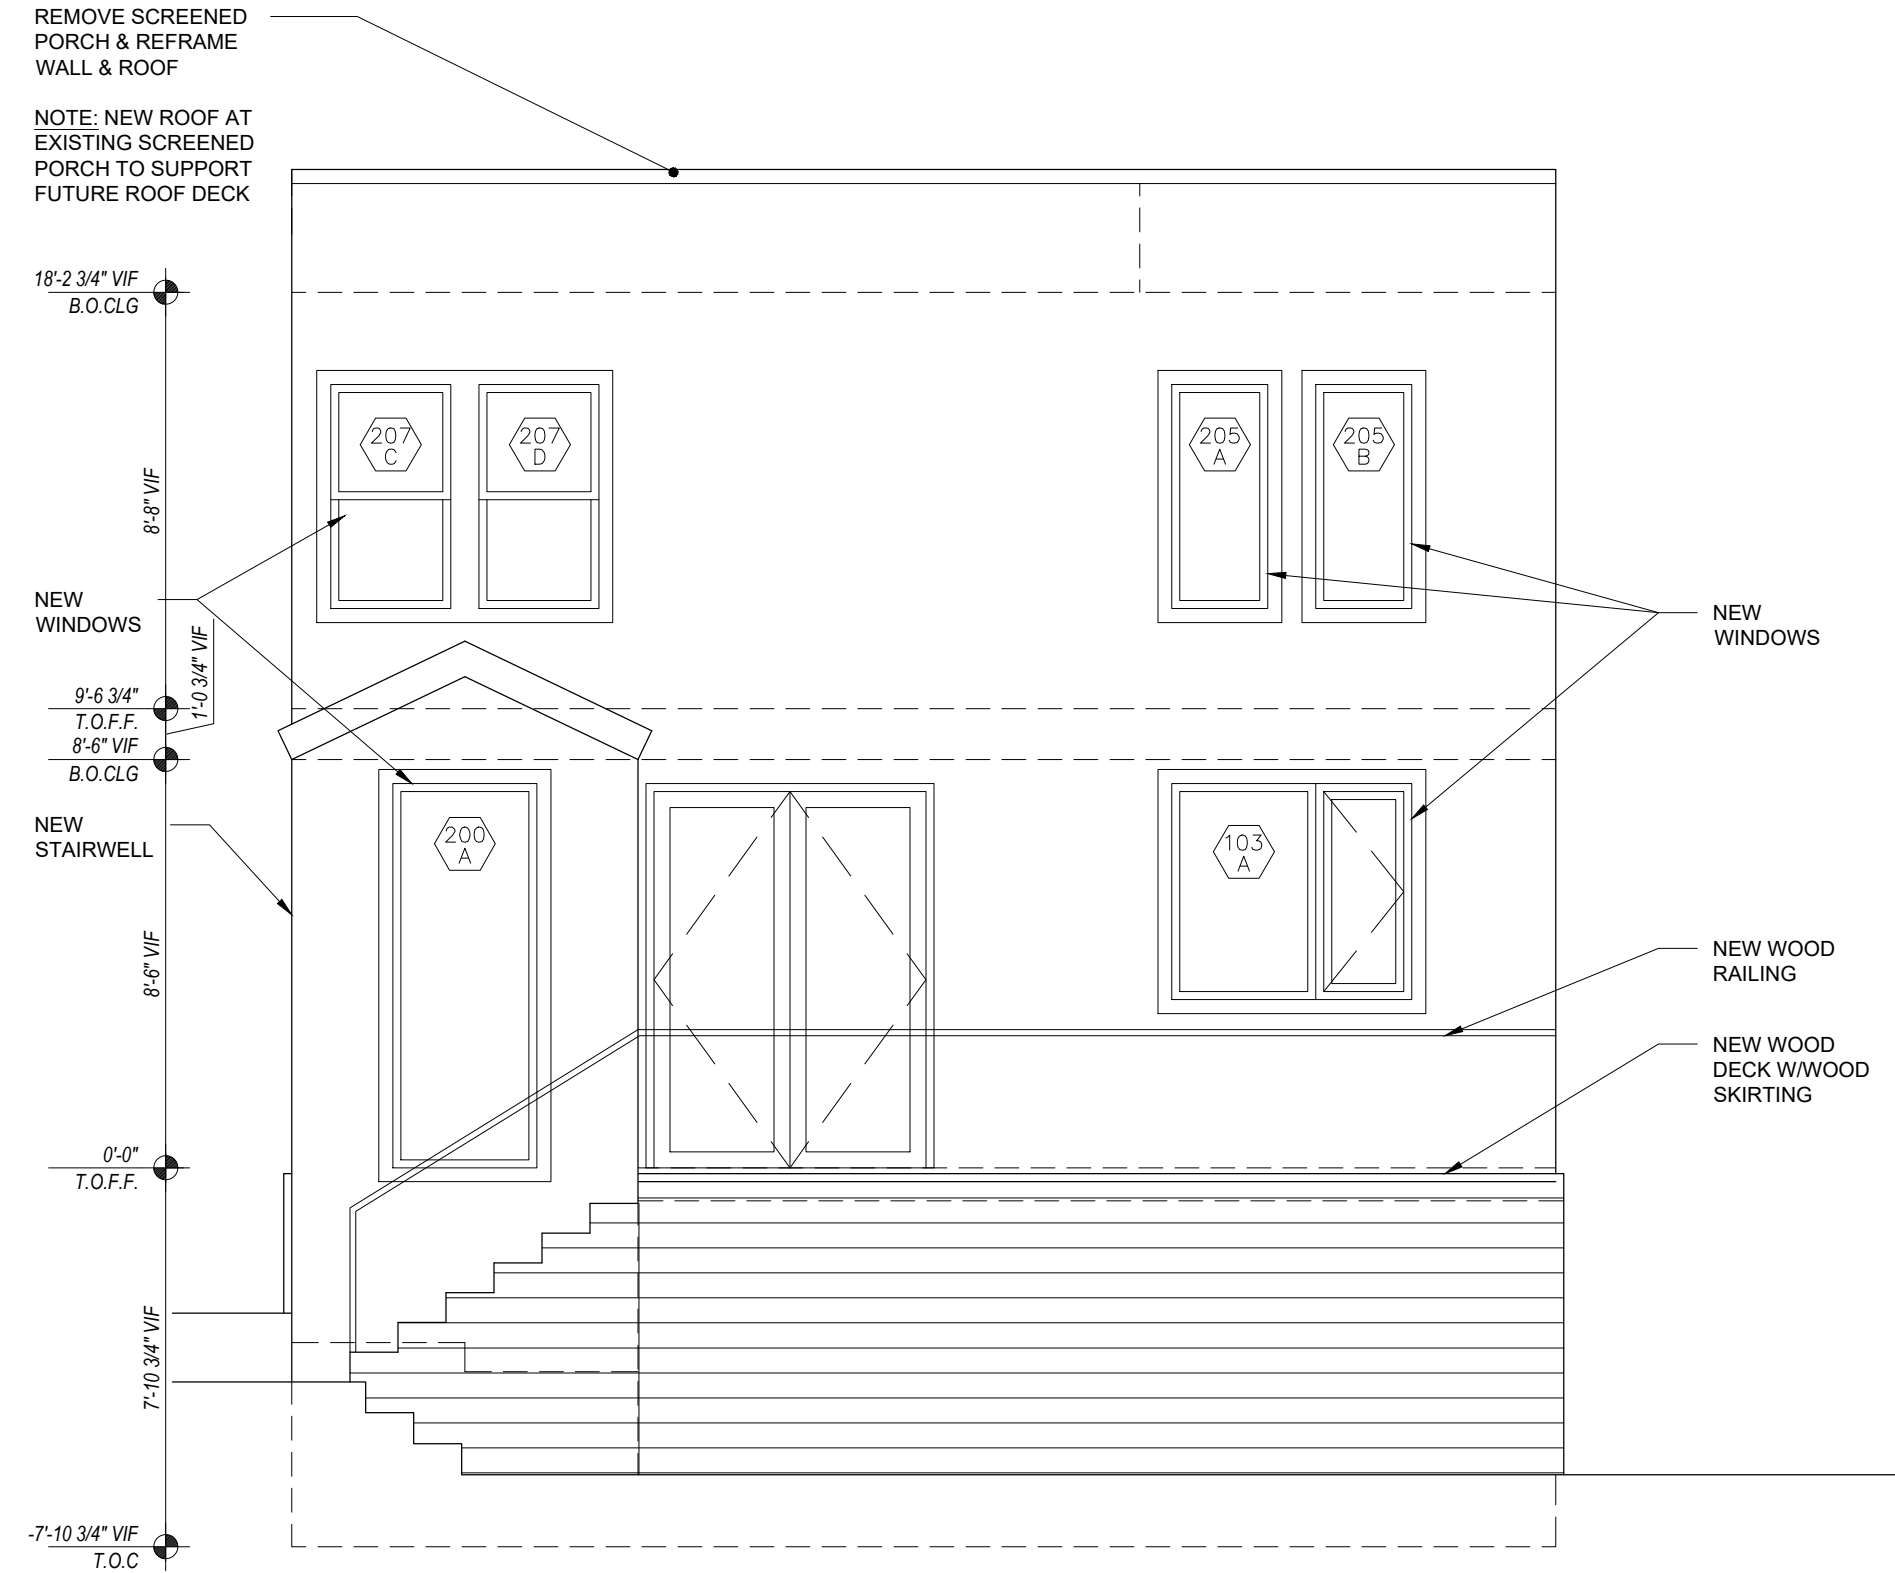 REMOVE SCREENED
PORCH & REFRAME
WALL & ROOF
NOTE: NEW ROOF AT
EXISTING SCREENED
PORCH TO SUPPORT
FUTURE ROOF DECK
18'-2 3/4" VIF
B.O.CLG
207
C
207
D
205
A
205
B
8'-8" VIF
NEW
WINDOWS
NEW
WINDOWS
1'-0 3/4" VIF
9'-6 3/4"
T.O.F.F.
8'-6" VIF
B.O.CLG
NEW
STAIRWELL
200
A
103
A
8'-6" VIF
NEW WOOD
RAILING
NEW WOOD
DECK W/WOOD
SKIRTING
0'-0"
T.O.F.F.
7'-10 3/4" VIF
-7'-10 3/4" VIF
T.O.C